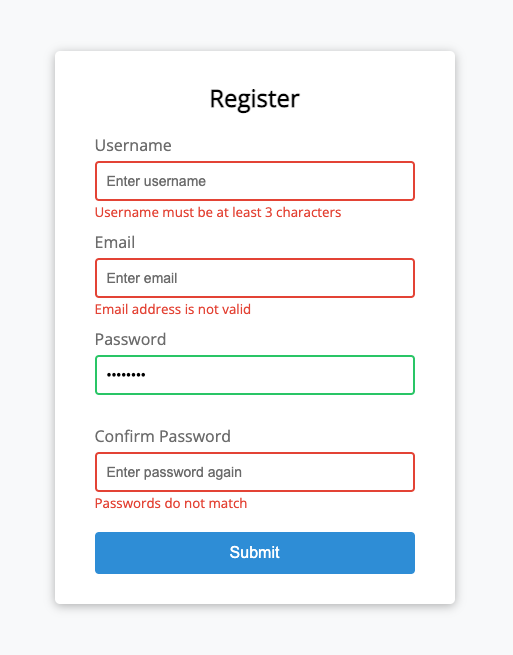 Register
Username
Enter username
Username must be at least 3 characters
Email
Enter email
Email address is not valid
Password
••••••••
Confirm Password
Enter password again
Passwords do not match
Submit